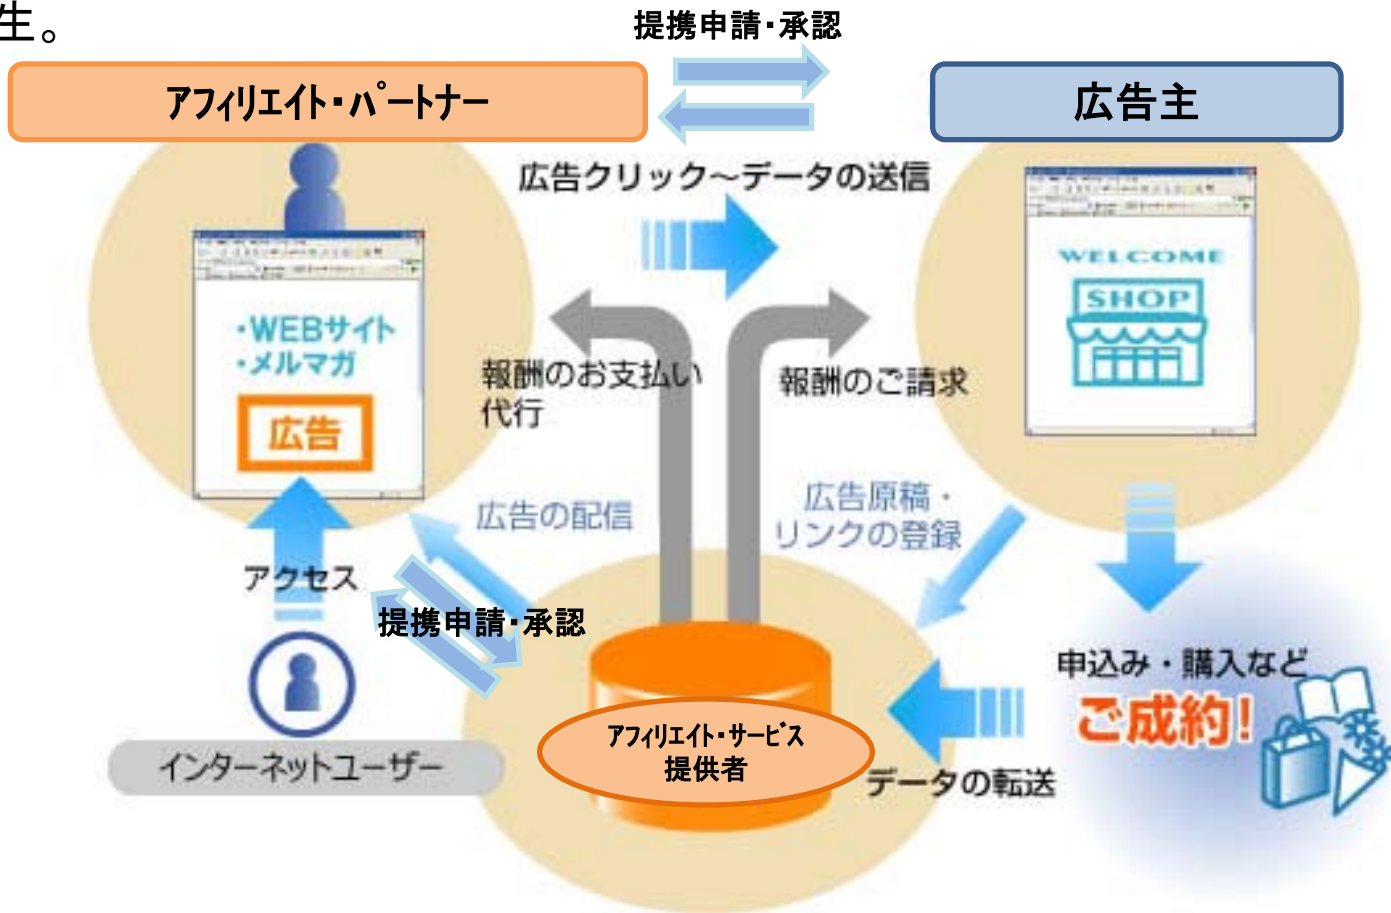 生。
提携申請・承認
アフィリエイト・パートナー
広告主
広告クリック～データの送信
WELCOME
SHOP
・WEBサイト
・メルマガ
広告
報酬のお支払い
代行
報酬のご請求
広告の配信
広告原稿・
リンクの登録
アクセス
提携申請・承認
申込み・購入など
ご成約!
インターネットユーザー
アフィリエイト・サービス
提供者
データの転送